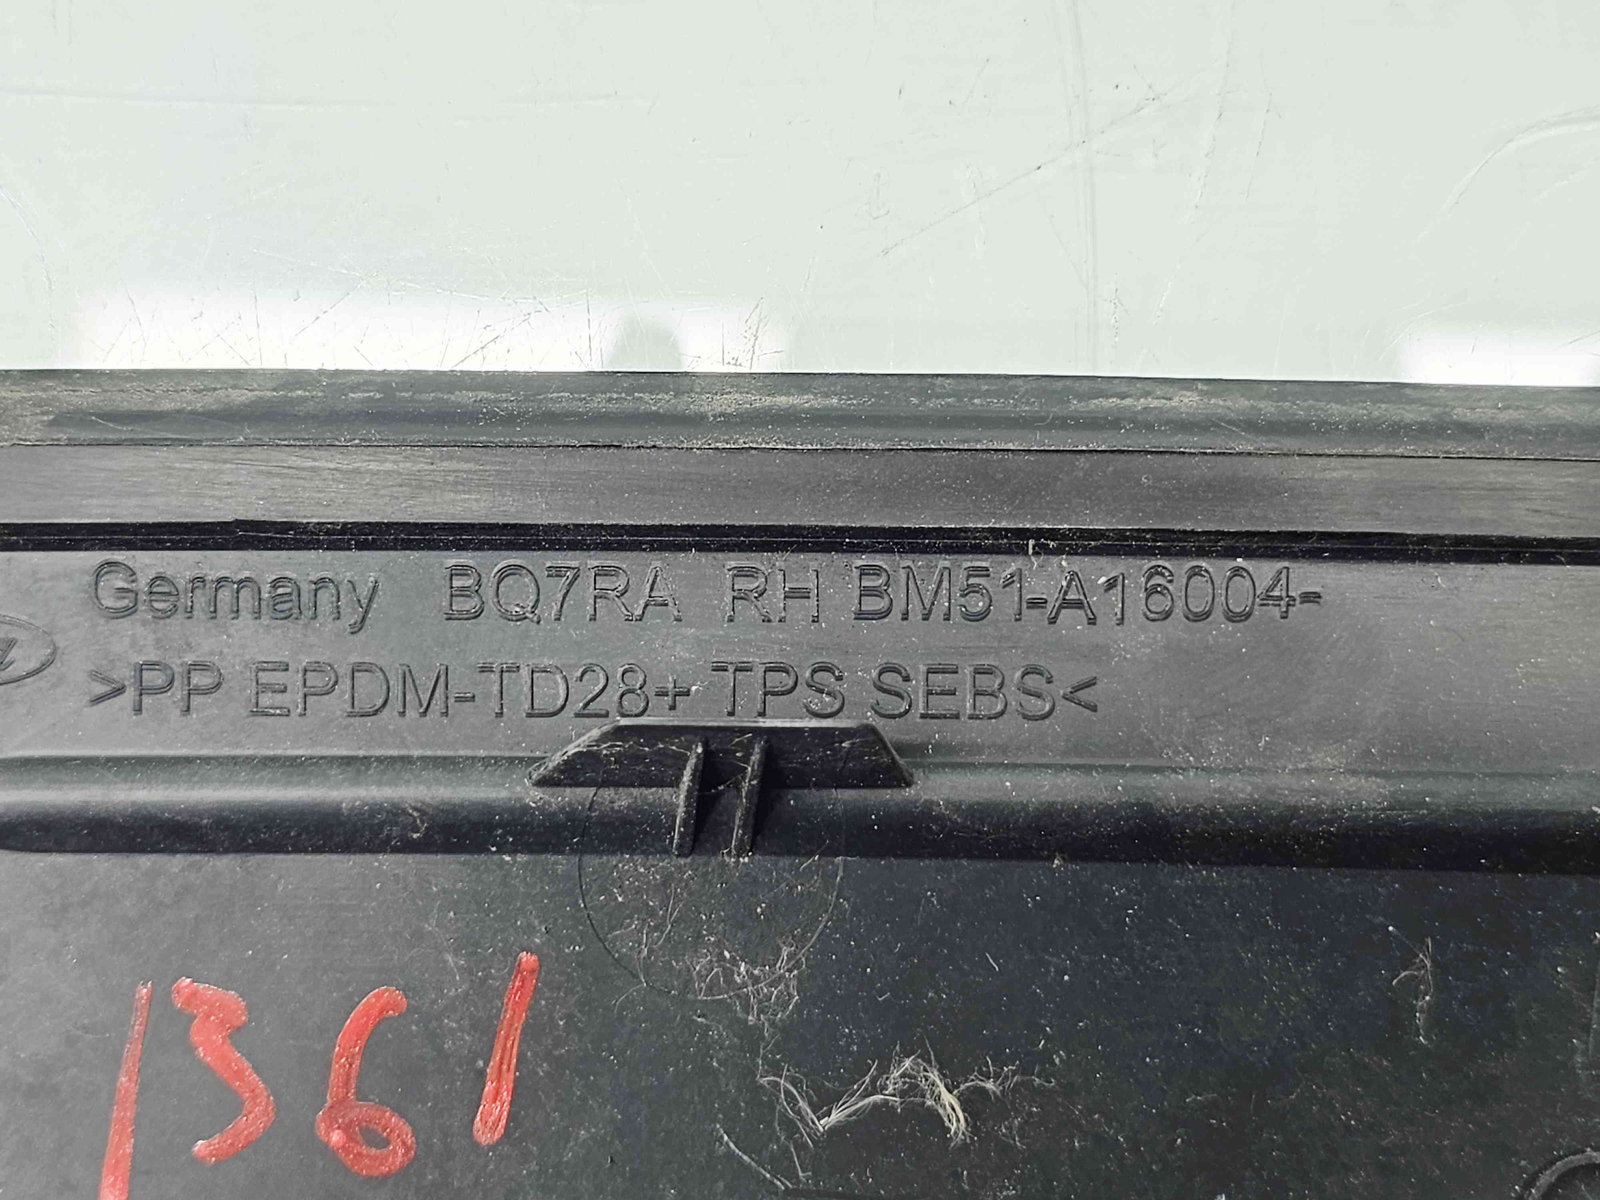 Germany BQ7RA RH BM51-A16004-
>PP EPDM-TD28+ TPS SEBS<
1361